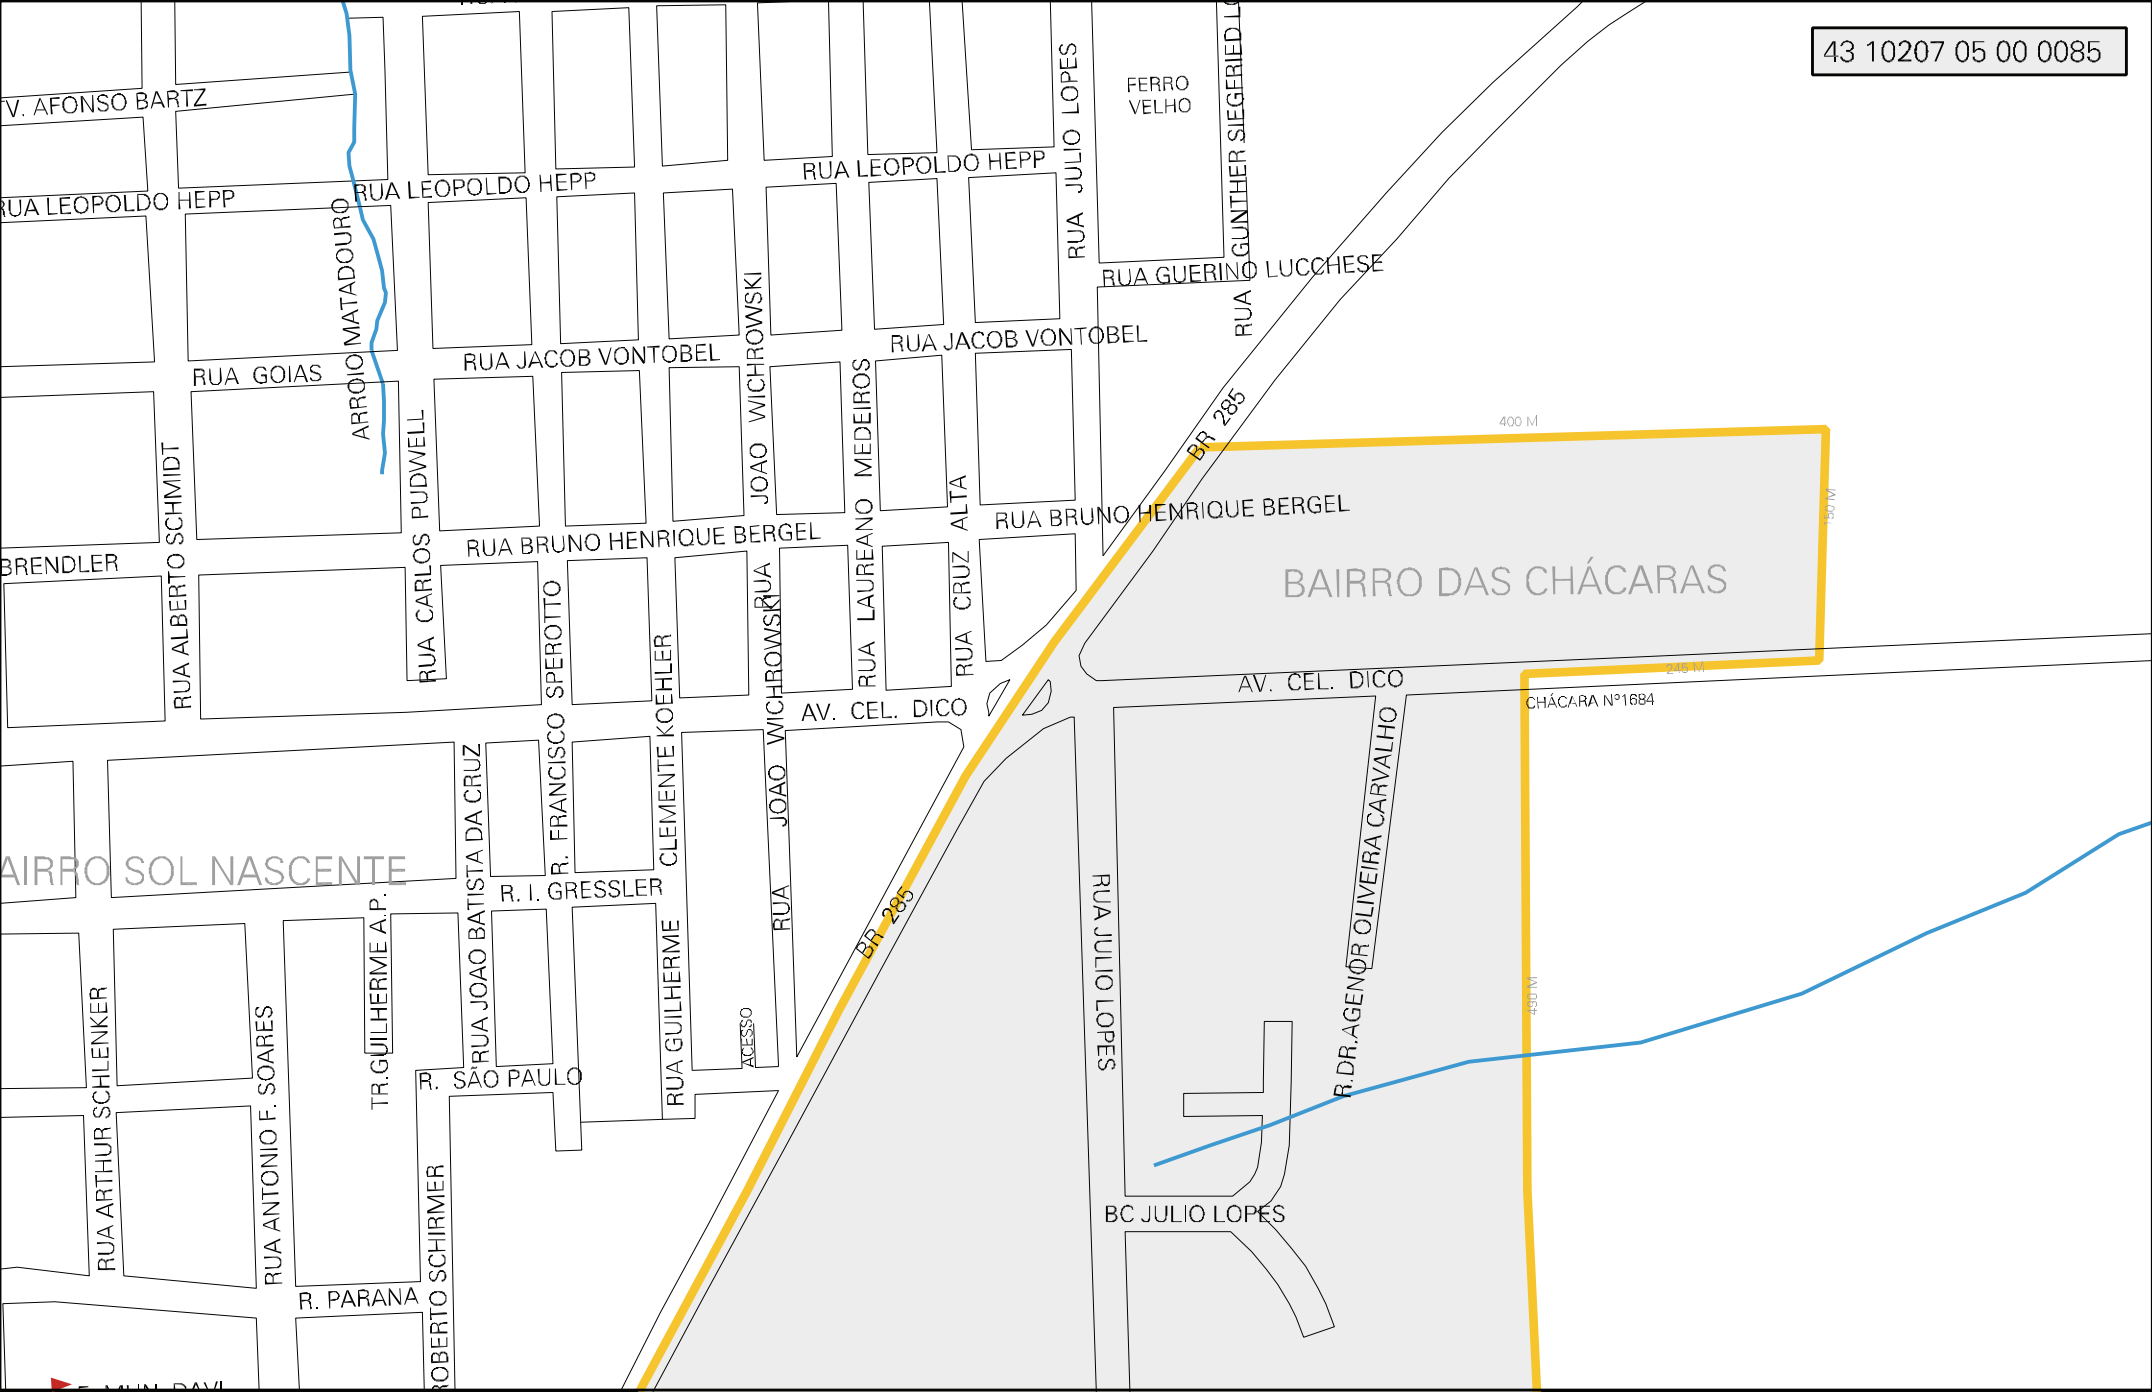 43 10207 05 00 0085
FERRO
VELHO
RUA JULIO LOPES
RUA GUNTHER SIEGFRIED
V. AFONSO BARTZ
RUA LEOPOLDO HEPP
RUA LEOPOLDO HEPP
RUA LEOPOLDO HEPP
ARROIO MATADOURO
RUA GUERINO LUCCHESE
RUA JACOB VONTOBEL
RUA JACOB VONTOBEL
RUA GOIAS
RUA JOAO WICHROWSKI
RUA LAUREANO MEDEIROS
RUA CRUZ ALTA
BR 285
400 M
150 M
RUA CARLOS PUDWELL
RUA ALBERTO SCHMIDT
RUA BRUNO HENRIQUE BERGEL
RUA BRUNO HENRIQUE BERGEL
BRENDLER
BAIRRO DAS CHÁCARAS
R. FRANCISCO SPEROTTO
RUA GUILHERME CLEMENTE KOEHLER
RUA JOAO WICHROWSKI
AV. CEL. DICO
AV. CEL. DICO
245 M
CHÁCARA Nº1684
R.DR.AGENOR OLIVEIRA CARVALHO
RUA JOAO BATISTA DA CRUZ
AIRRO SOL NASCENTE
R. I. GRESSLER
BR 285
TR.GUILHERME A.P.
RUA JULIO LOPES
490 M
RUA ARTHUR SCHLENKER
RUA ANTONIO F. SOARES
ACESSO
R. SÃO PAULO
BC JULIO LOPES
ROBERTO SCHIRMER
R. PARANA